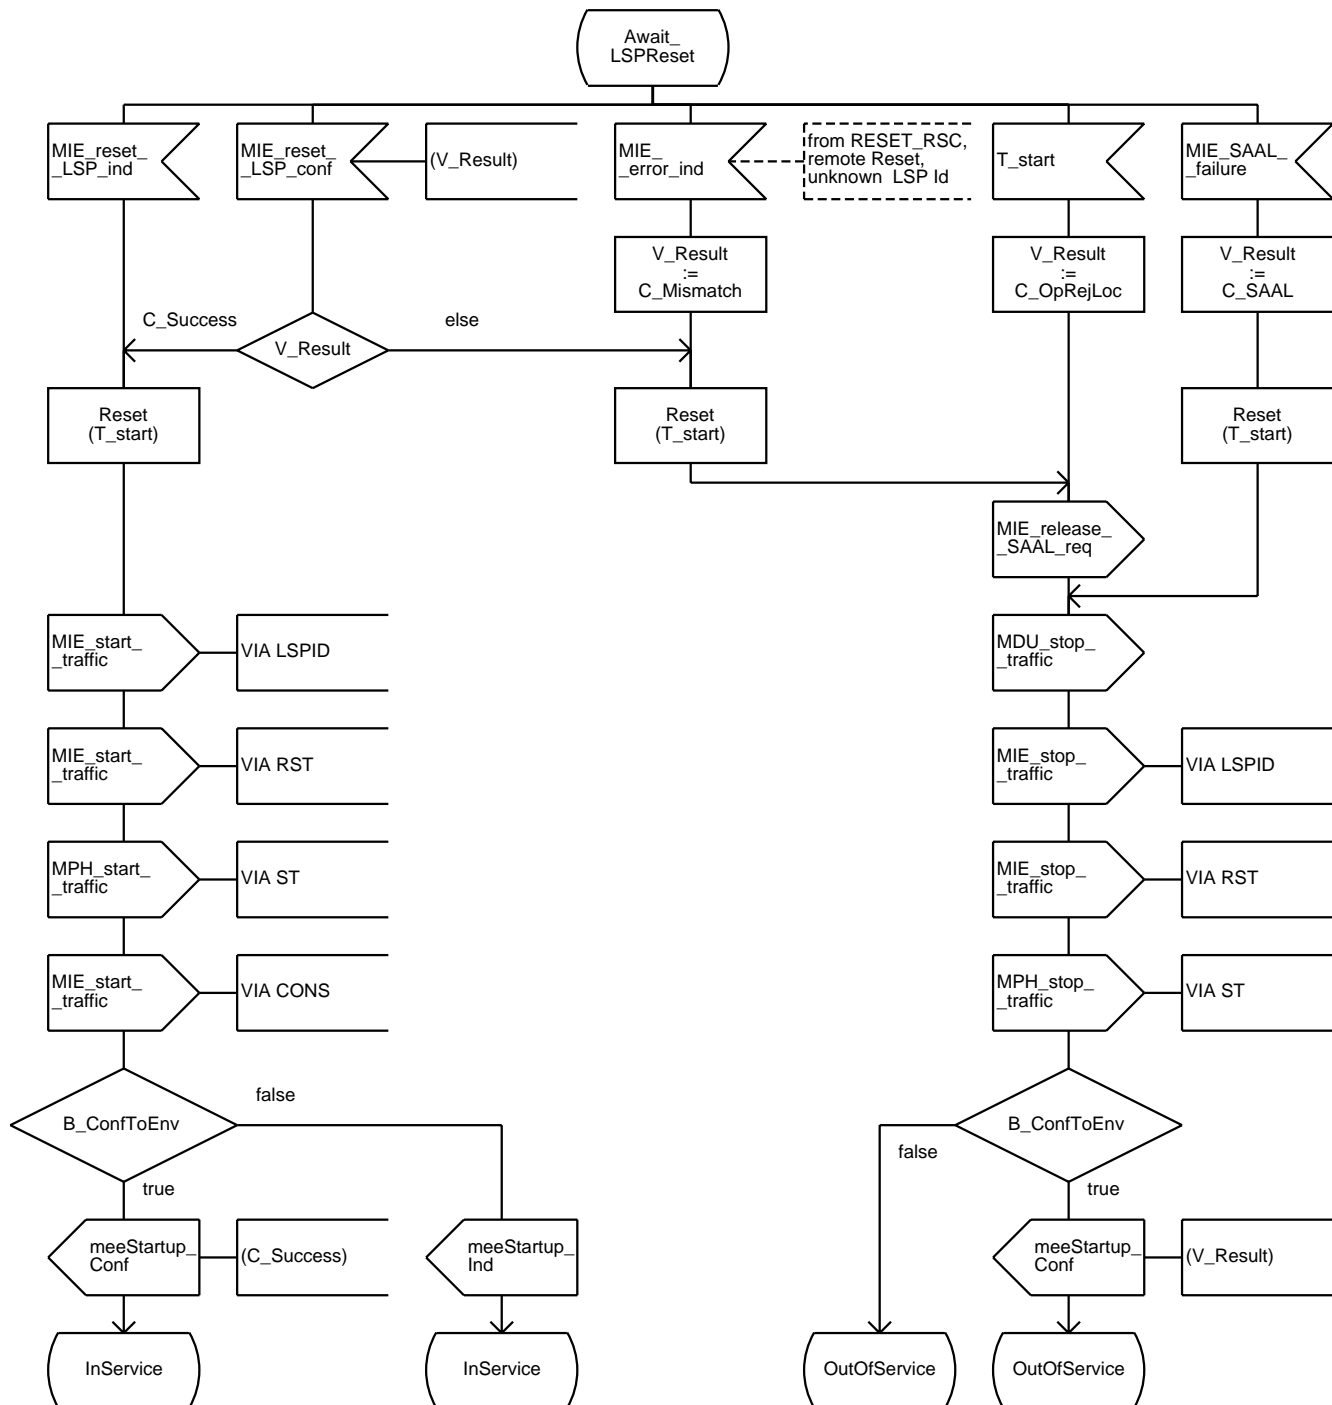 Await_
LSPReset
MIE_reset_
_LSP_ind
MIE_reset_
_LSP_conf
(V_Result)
MIE_
_error_ind
from RESET_RSC,
remote Reset,
unknown LSP Id
T_start
MIE_SAAL_
_failure
V_Result
:=
C_Mismatch
V_Result
:=
C_OpRejLoc
V_Result
:=
C_SAAL
C_Success
V_Result
else
Reset
(T_start)
Reset
(T_start)
Reset
(T_start)
MIE_release_
_SAAL_req
MIE_start_
_traffic
VIA LSPID
MDU_stop_
_traffic
MIE_start_
_traffic
VIA RST
MIE_stop_
_traffic
VIA LSPID
MPH_start_
_traffic
VIA ST
MIE_stop_
_traffic
VIA RST
MIE_start_
_traffic
VIA CONS
MPH_stop_
_traffic
VIA ST
B_ConfToEnv
false
true
B_ConfToEnv
false
true
meeStartup_
Conf
(C_Success)
meeStartup_
Ind
meeStartup_
Conf
(V_Result)
InService
InService
OutOfService
OutOfService